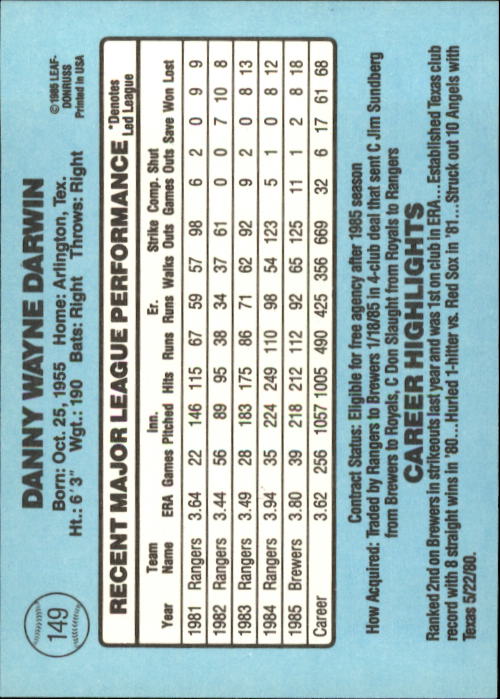 149
DANNY WAYNE DARWIN
Born: Oct. 25, 1955 Home: Arlington, Tex.
Ht.: 6' 3" Wgt.: 190 Bats: Right Throws: Right
©1985 LEAF-
DONRUSS
Printed in USA
RECENT MAJOR LEAGUE PERFORMANCE
*Denotes
Led League
Team Inn. Er. Strike Comp. Shut
Year Name ERA Games Pitched Hits Runs Runs Walks Outs Games Outs Save Won Lost
1981 Rangers 3.64 22 146 115 67 59 57 98 6 2 0 9 9
1982 Rangers 3.44 56 89 95 38 34 37 61 0 0 7 10 8
1983 Rangers 3.49 28 183 175 86 71 62 92 9 2 0 8 13
1984 Rangers 3.94 35 224 249 110 98 54 123 5 1 0 8 12
1985 Brewers 3.80 39 218 212 112 92 65 125 11 1 2 8 18
Career 3.62 256 1057 1005 490 425 356 669 32 6 17 61 68
Contract Status: Eligible for free agency after 1985 season
How Acquired: Traded by Rangers to Brewers 1/18/85 in 4-club deal that sent C Jim Sundberg
from Brewers to Royals, C Don Slaught from Royals to Rangers
CAREER HIGHLIGHTS
Ranked 2nd on Brewers in strikeouts last year and was 1st on club in ERA...Established Texas club
record with 8 straight wins in '80...Hurled 1-hitter vs. Red Sox in '81...Struck out 10 Angels with
Texas 5/22/80.